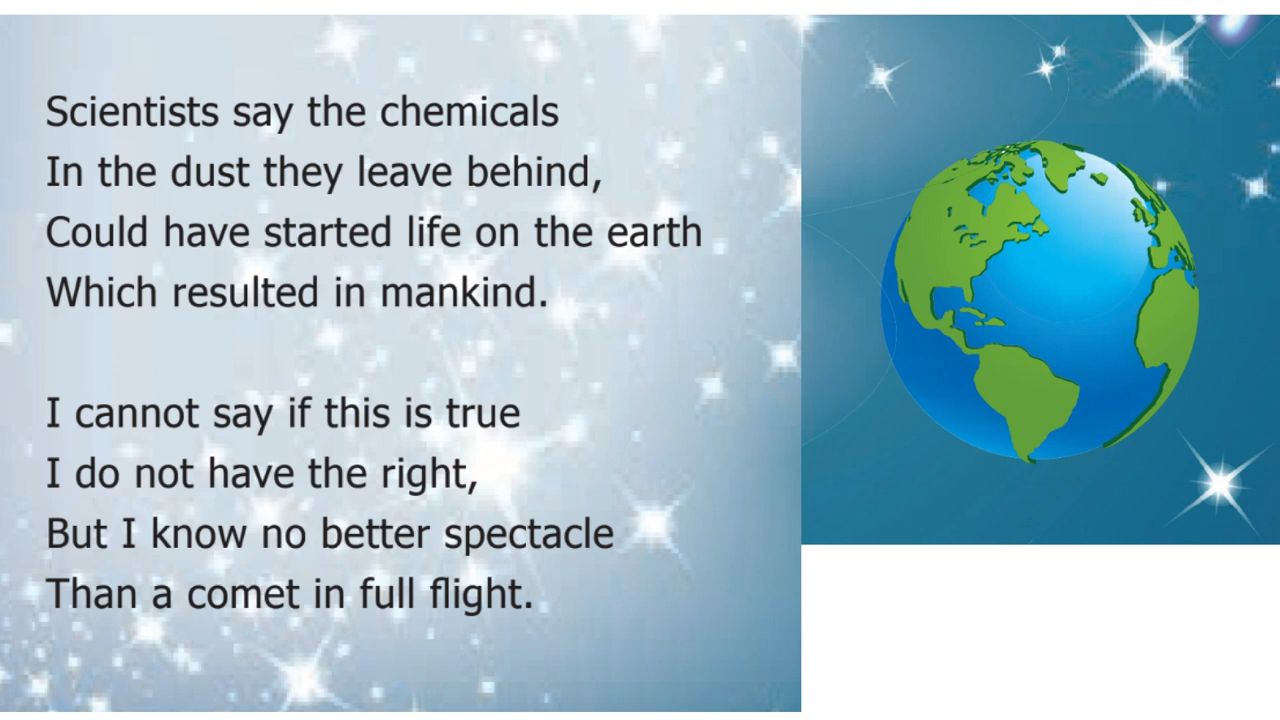 Scientists say the chemicals
In the dust they leave behind,
Could have started life on the earth
Which resulted in mankind.
I cannot say if this is true
I do not have the right,
But I know no better spectacle
Than a comet in full flight.